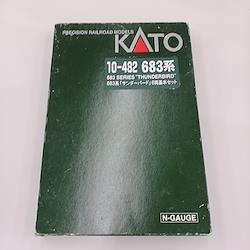 PRECISION RAILROAD MODELS
KATO
10-482 683系
683 SERIES "THUNDERBIRD"
683系「サンダーバード」6両基本セット
N-GAUGE